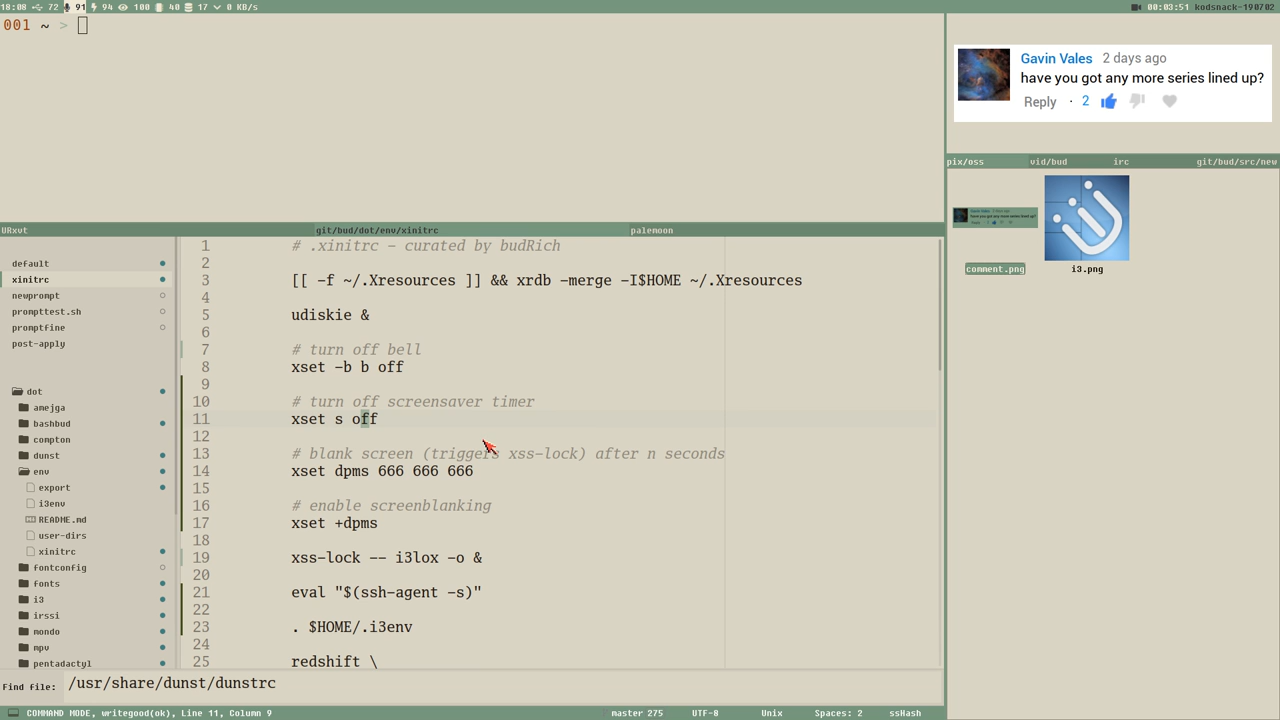 18:08 72 91 94 100 40 17 0 KB/s
00:03:51 kodsnack-190702
001 ~ >
Gavin Vales 2 days ago
have you got any more series lined up?
Reply · 2
pix/oss vid/bud irc git/bud/src/new
comment.png i3.png
URxvt git/bud/dot/env/xinitrc palemoon
default
xinitrc
newprompt
prompttest.sh
promptfine
post-apply
dot
amejga
bashbud
compton
dunst
env
export
i3env
README.md
user-dirs
xinitrc
fontconfig
fonts
i3
irssi
mondo
mpv
pentadactyl
1 # .xinitrc - curated by budRich
2
3 [[ -f ~/.Xresources ]] && xrdb -merge -I$HOME ~/.Xresources
4
5 udiskie &
6
7 # turn off bell
8 xset -b b off
9
10 # turn off screensaver timer
11 xset s off
12
13 # blank screen (triggers xss-lock) after n seconds
14 xset dpms 666 666 666
15
16 # enable screenblanking
17 xset +dpms
18
19 xss-lock -- i3lox -o &
20
21 eval "$(ssh-agent -s)"
22
23 . $HOME/.i3env
24
25 redshift \
Find file: /usr/share/dunst/dunstrc
COMMAND MODE, writegood(ok), Line 11, Column 9 master 275 UTF-8 Unix Spaces: 2 ssHash